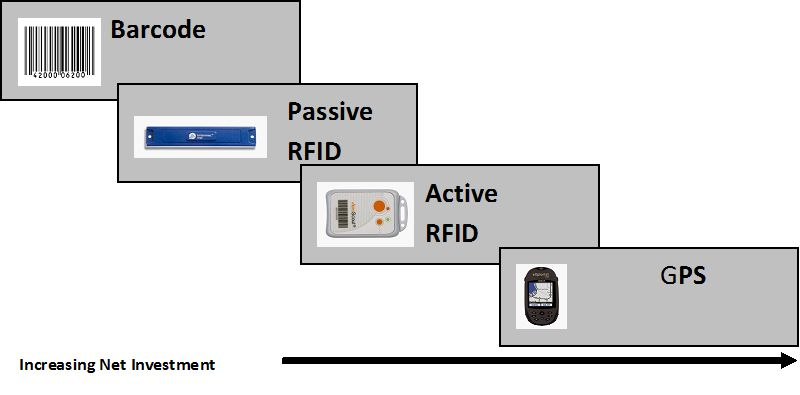 Barcode
42000 06200
Passive
RFID
Active
RFID
GPS
Increasing Net Investment